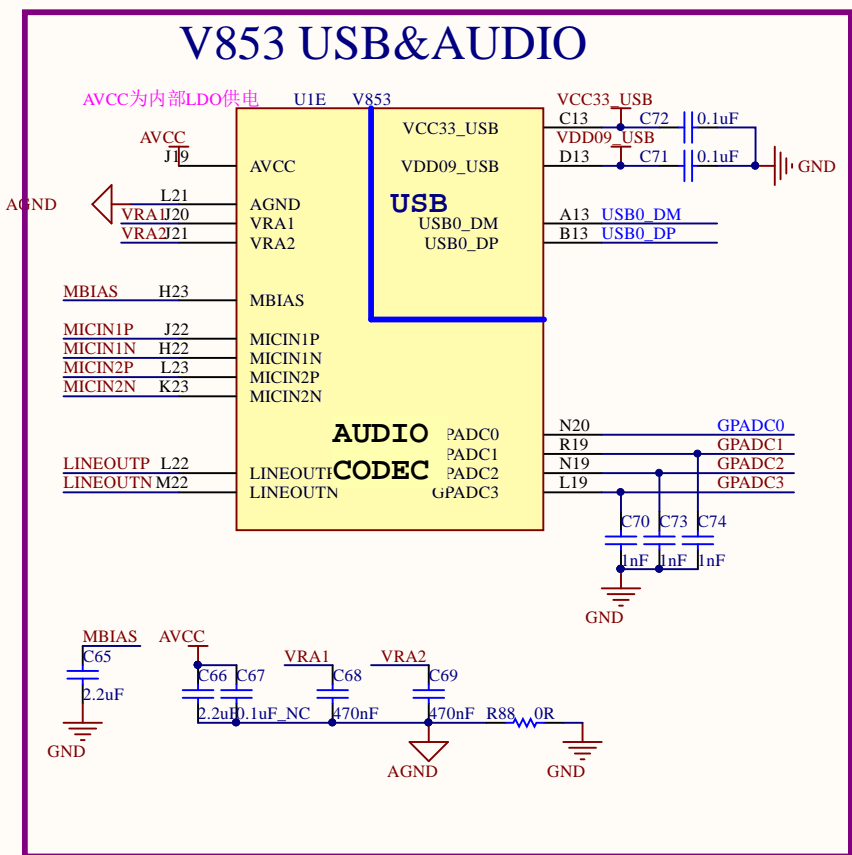 V853 USB&AUDIO
AVCC为内部LDO供电
U1E V853
VCC33_USB
C13 C72 0.1uF
VCC33_USB
AVCC
VDD09_USB
J19
AVCC
VDD09_USB
D13 C71 0.1uF
GND
L21
AGND
AGND
USB
VRA1 J20
VRA1
USB0_DM
A13 USB0_DM
VRA2 J21
VRA2
USB0_DP
B13 USB0_DP
MBIAS H23
MBIAS
MICIN1P J22
MICIN1P
MICIN1N H22
MICIN1N
MICIN2P L23
MICIN2P
MICIN2N K23
MICIN2N
AUDIO
CODEC
PADC0
N20 GPADC0
PADC1
R19 GPADC1
LINEOUTP L22
LINEOUTP
PADC2
N19 GPADC2
LINEOUTN M22
LINEOUTN
GPADC3
L19 GPADC3
C70 C73 C74
1nF 1nF 1nF
GND
MBIAS
C65
2.2uF
GND
AVCC
C66 C67
2.2uF 0.1uF_NC
VRA1
C68
470nF
VRA2
C69
470nF
R88 0R
AGND
GND